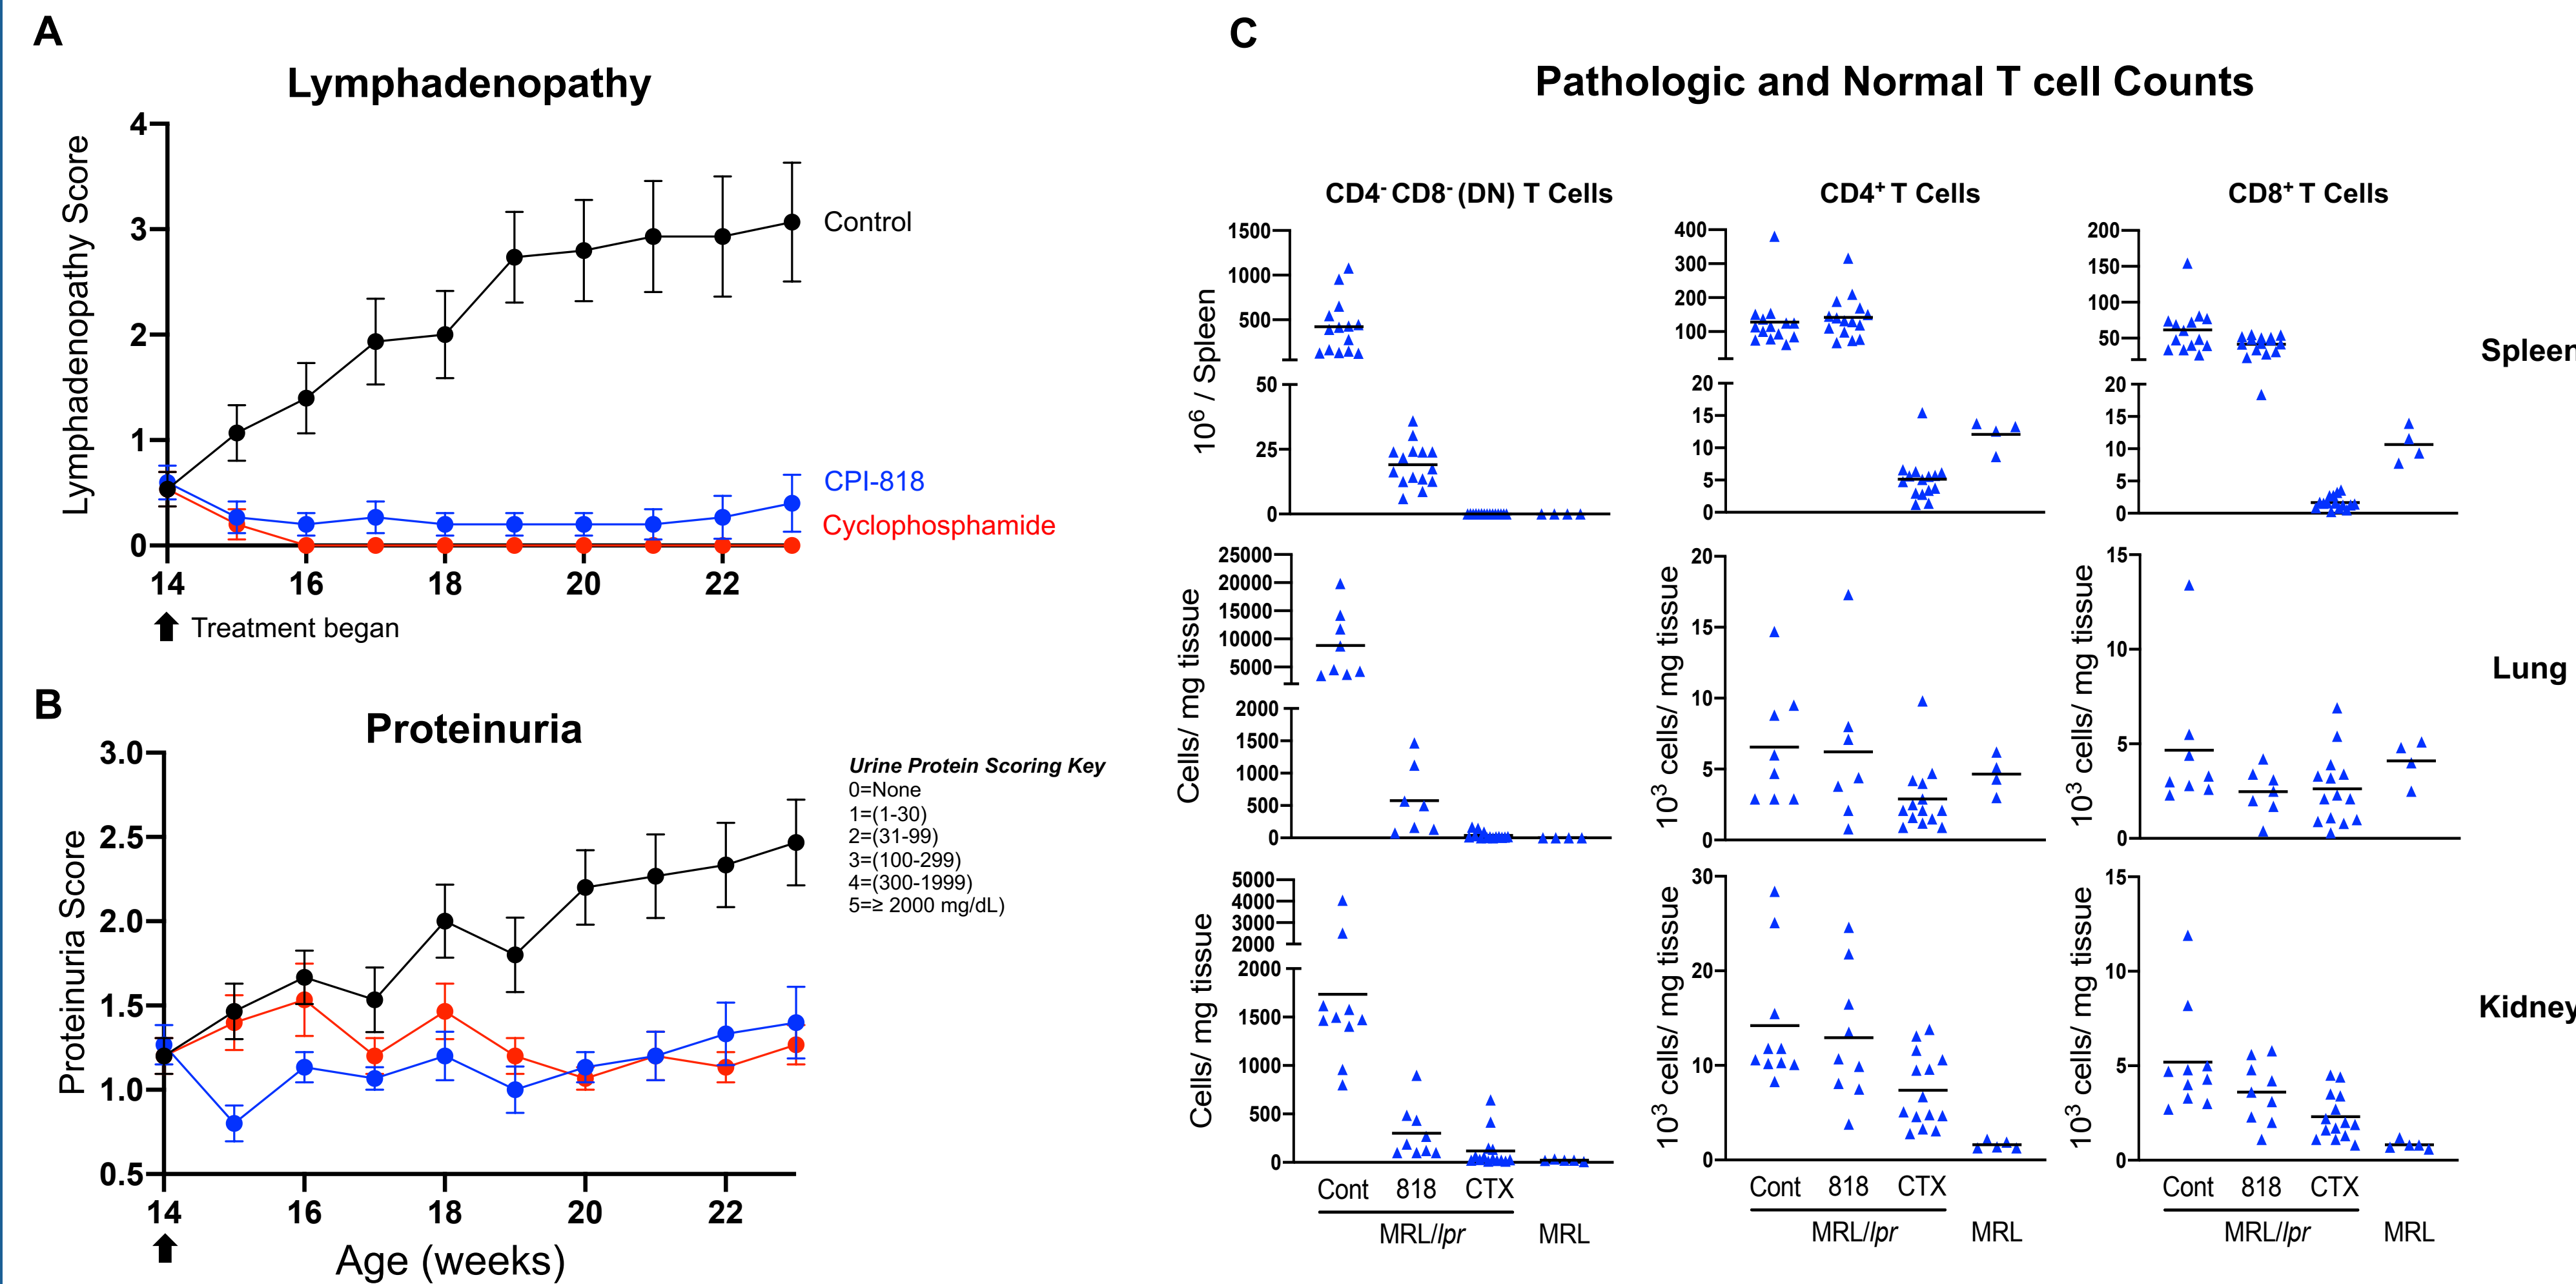 A
Lymphadenopathy
Lymphadenopathy Score
4
3
2
1
0
14
16
18
20
22
Control
CPI-818
Cyclophosphamide
Treatment began
B
Proteinuria
Proteinuria Score
3.0
2.5
2.0
1.5
1.0
0.5
14
16
18
20
22
Age (weeks)
Urine Protein Scoring Key
0=None
1=(1-30)
2=(31-99)
3=(100-299)
4=(300-1999)
5=≥ 2000 mg/dL)
C
Pathologic and Normal T cell Counts
CD4⁻ CD8⁻ (DN) T Cells
CD4⁺ T Cells
CD8⁺ T Cells
10⁶ / Spleen
1500
1000
500
50
25
0
400
300
200
100
20
15
10
5
0
200
150
100
50
20
15
10
5
0
Spleen
Cells/ mg tissue
25000
20000
15000
10000
5000
2000
1500
1000
500
0
10³ cells/ mg tissue
20
15
10
5
0
10³ cells/ mg tissue
15
10
5
0
Lung
Cells/ mg tissue
5000
4000
3000
2000
2000
1500
1000
500
0
10³ cells/ mg tissue
30
20
10
0
10³ cells/ mg tissue
15
10
5
0
Kidney
Cont 818 CTX
MRL/lpr MRL
Cont 818 CTX
MRL/lpr MRL
Cont 818 CTX
MRL/lpr MRL